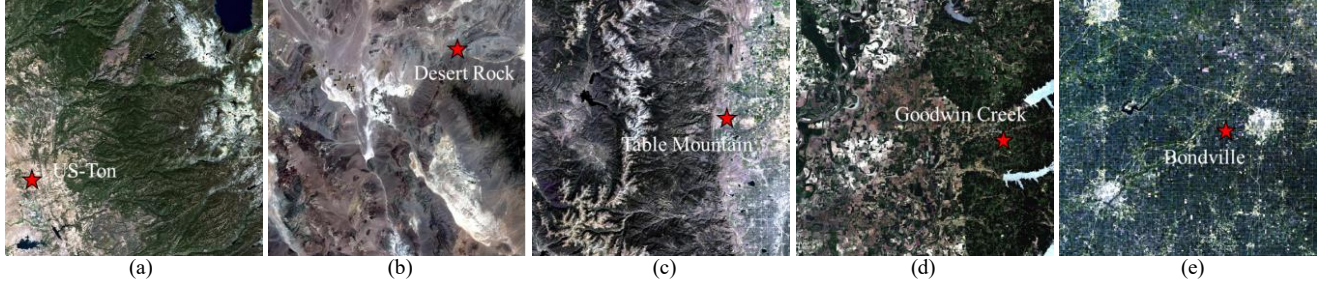 US-Ton
Desert Rock
Table Mountain
Goodwin Creek
Bondville
(a)
(b)
(c)
(d)
(e)